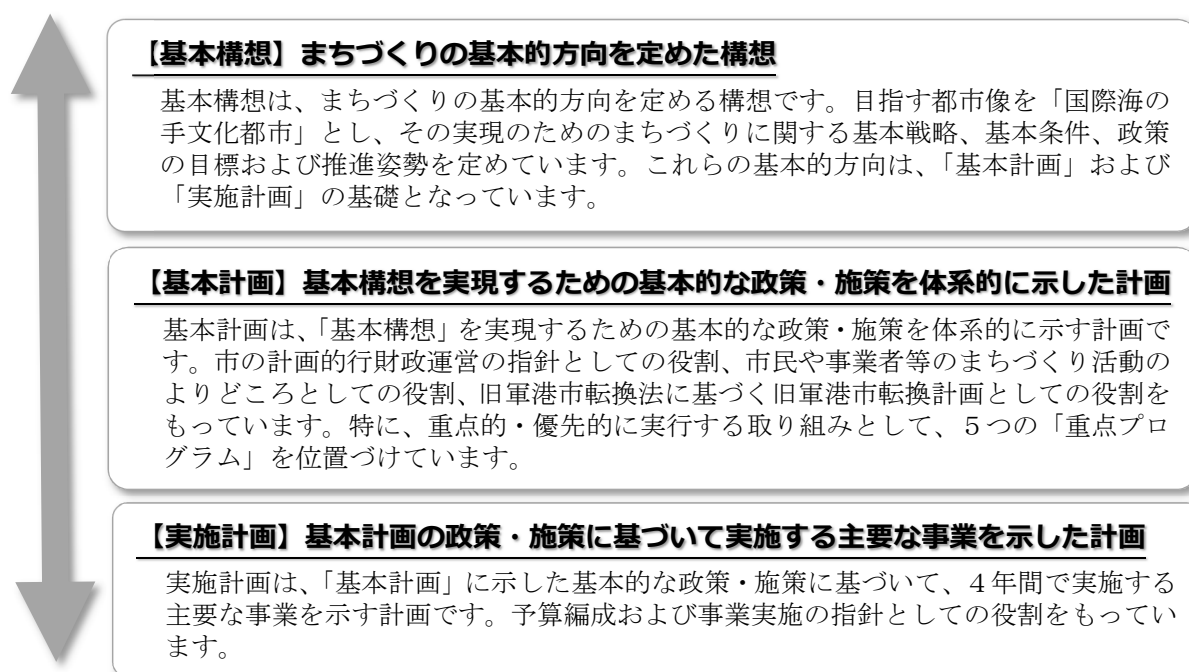 【基本構想】まちづくりの基本的方向を定めた構想
基本構想は、まちづくりの基本的方向を定める構想です。目指す都市像を「国際海の
手文化都市」とし、その実現のためのまちづくりに関する基本戦略、基本条件、政策
の目標および推進姿勢を定めています。これらの基本的方向は、「基本計画」および
「実施計画」の基礎となっています。
【基本計画】基本構想を実現するための基本的な政策・施策を体系的に示した計画
基本計画は、「基本構想」を実現するための基本的な政策・施策を体系的に示す計画で
す。市の計画的行財政運営の指針としての役割、市民や事業者等のまちづくり活動の
よりどころとしての役割、旧軍港市転換法に基づく旧軍港市転換計画としての役割を
もっています。特に、重点的・優先的に実行する取り組みとして、５つの「重点プロ
グラム」を位置づけています。
【実施計画】基本計画の政策・施策に基づいて実施する主要な事業を示した計画
実施計画は、「基本計画」に示した基本的な政策・施策に基づいて、４年間で実施する
主要な事業を示す計画です。予算編成および事業実施の指針としての役割をもってい
ます。